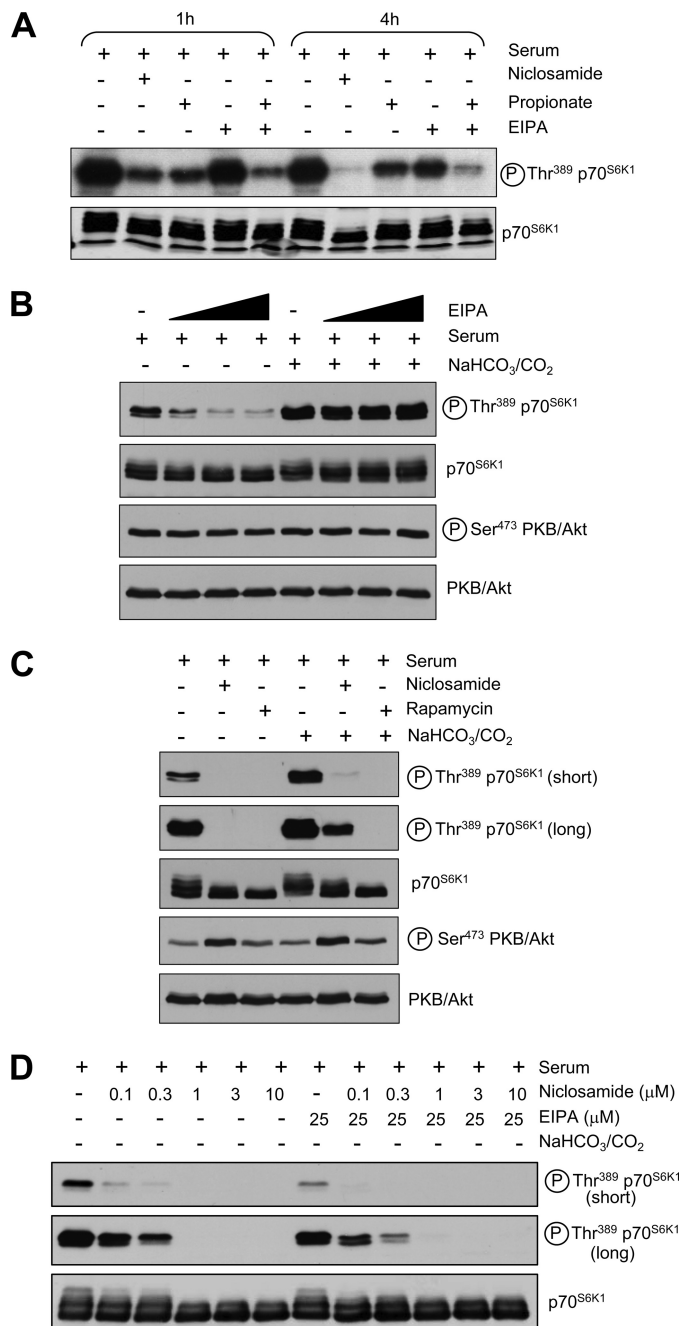 A
1h 4h
+ + + + + + + + + + Serum
- + - - - - + - - - Niclosamide
- - + - + - - + - + Propionate
- - - + + - - - + + EIPA
Ⓟ Thr³⁸⁹ p70ˢ⁶ᴷ¹
p70ˢ⁶ᴷ¹
B
- - EIPA
+ + + + + + + + Serum
- - - - + + + + NaHCO₃/CO₂
Ⓟ Thr³⁸⁹ p70ˢ⁶ᴷ¹
p70ˢ⁶ᴷ¹
Ⓟ Ser⁴⁷³ PKB/Akt
PKB/Akt
C
+ + + + + + Serum
- + - - + - Niclosamide
- - + - - + Rapamycin
- - - + + + NaHCO₃/CO₂
Ⓟ Thr³⁸⁹ p70ˢ⁶ᴷ¹ (short)
Ⓟ Thr³⁸⁹ p70ˢ⁶ᴷ¹ (long)
p70ˢ⁶ᴷ¹
Ⓟ Ser⁴⁷³ PKB/Akt
PKB/Akt
D
+ + + + + + + + + + + + Serum
- 0.1 0.3 1 3 10 - 0.1 0.3 1 3 10 Niclosamide (μM)
- - - - - - 25 25 25 25 25 25 EIPA (μM)
- - - - - - - - - - - - NaHCO₃/CO₂
Ⓟ Thr³⁸⁹ p70ˢ⁶ᴷ¹
(short)
Ⓟ Thr³⁸⁹ p70ˢ⁶ᴷ¹
(long)
p70ˢ⁶ᴷ¹